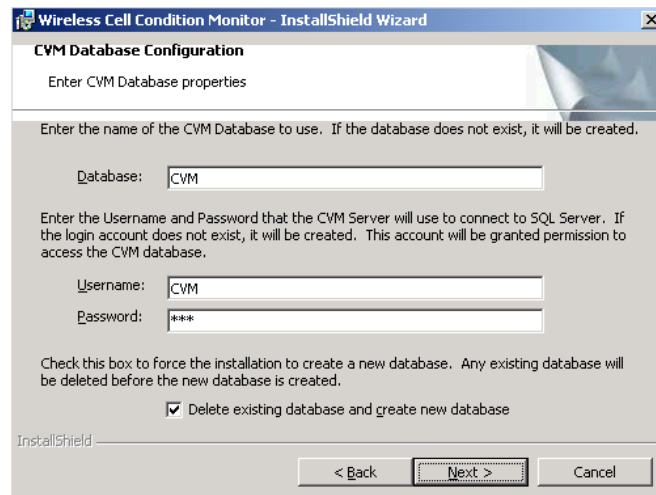 Wireless Cell Condition Monitor - InstallShield Wizard
CVM Database Configuration
Enter CVM Database properties
Enter the name of the CVM Database to use. If the database does not exist, it will be created.
Database: CVM
Enter the Username and Password that the CVM Server will use to connect to SQL Server. If
the login account does not exist, it will be created. This account will be granted permission to
access the CVM database.
Username: CVM
Password: ***
Check this box to force the installation to create a new database. Any existing database will
be deleted before the new database is created.
Delete existing database and create new database
InstallShield
< Back Next > Cancel